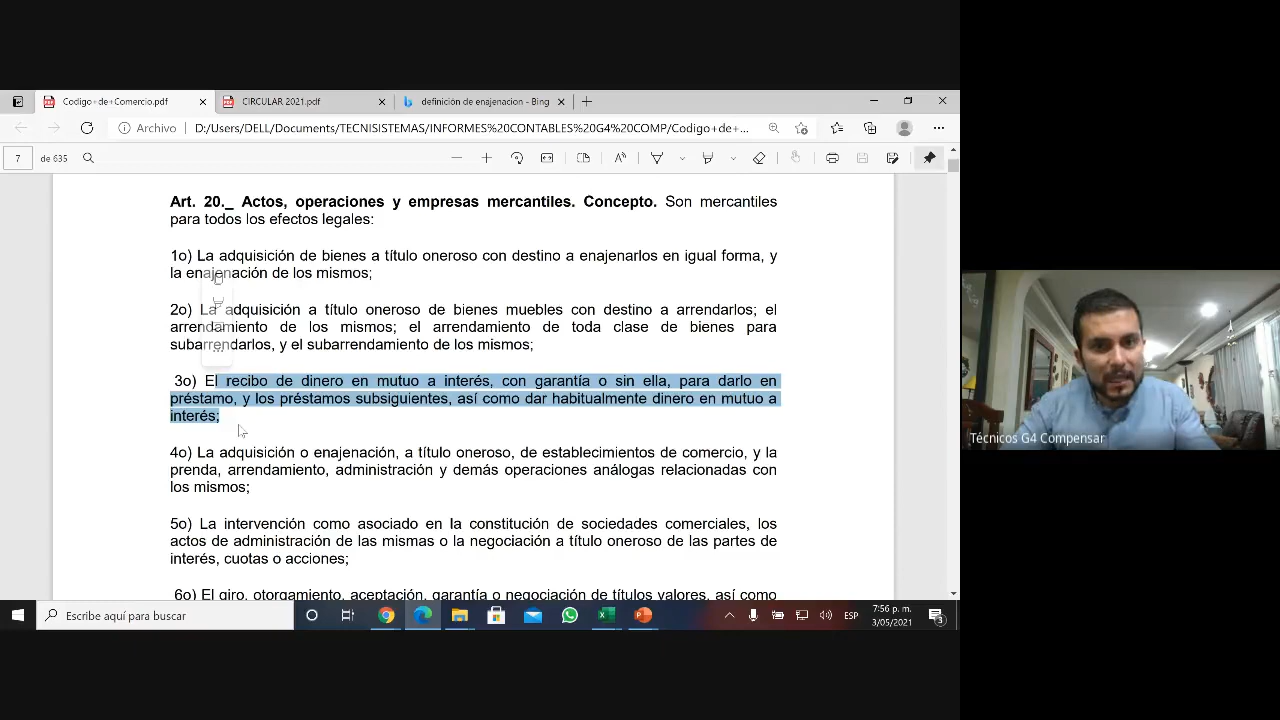 Codigo+de+Comercio.pdf
CIRCULAR 2021.pdf
definición de enajenacion - Bing
Archivo
D:/Users/DELL/Documents/TECNISISTEMAS/INFORMES%20CONTABLES%20G4%20COMP/Codigo+de+...
7 de 635
Art. 20._ Actos, operaciones y empresas mercantiles. Concepto. Son mercantiles
para todos los efectos legales:
1o) La adquisición de bienes a título oneroso con destino a enajenarlos en igual forma, y
la enajenación de los mismos;
2o) La adquisición a título oneroso de bienes muebles con destino a arrendarlos; el
arrendamiento de los mismos; el arrendamiento de toda clase de bienes para
subarrendarlos, y el subarrendamiento de los mismos;
3o) El recibo de dinero en mutuo a interés, con garantía o sin ella, para darlo en
préstamo, y los préstamos subsiguientes, así como dar habitualmente dinero en mutuo a
interés;
4o) La adquisición o enajenación, a título oneroso, de establecimientos de comercio, y la
prenda, arrendamiento, administración y demás operaciones análogas relacionadas con
los mismos;
5o) La intervención como asociado en la constitución de sociedades comerciales, los
actos de administración de las mismas o la negociación a título oneroso de las partes de
interés, cuotas o acciones;
6o) El giro, otorgamiento, aceptación, garantía o negociación de títulos valores, así como
Técnicos G4 Compensar
Escribe aquí para buscar
ESP
7:56 p. m.
3/05/2021
3